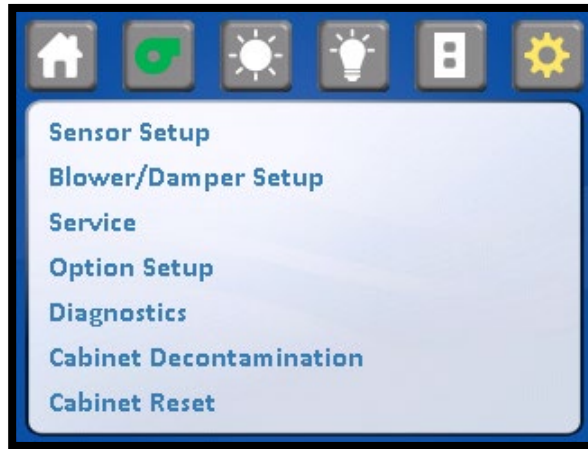 Sensor Setup
Blower/Damper Setup
Service
Option Setup
Diagnostics
Cabinet Decontamination
Cabinet Reset